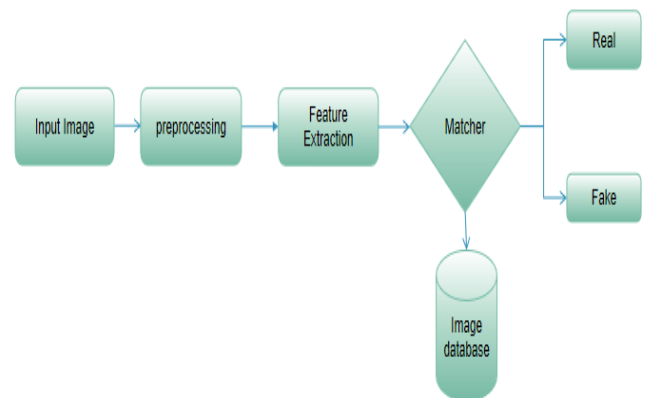 Input Image
preprocessing
Feature
Extraction
Matcher
Real
Fake
Image
database